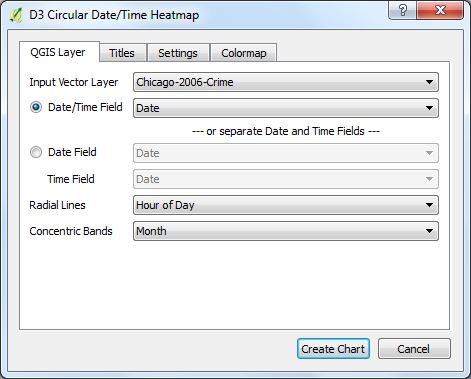 D3 Circular Date/Time Heatmap
QGIS Layer Titles Settings Colormap
Input Vector Layer Chicago-2006-Crime
Date/Time Field Date
--- or separate Date and Time Fields ---
Date Field Date
Time Field Date
Radial Lines Hour of Day
Concentric Bands Month
Create Chart Cancel